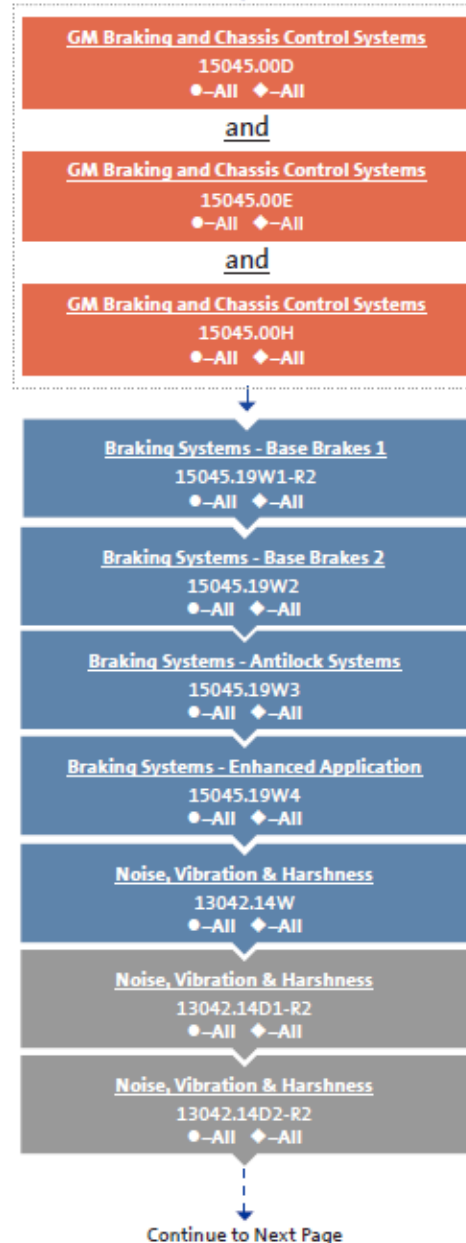 GM Braking and Chassis Control Systems
15045.00D
●–All ◆–All
and
GM Braking and Chassis Control Systems
15045.00E
●–All ◆–All
and
GM Braking and Chassis Control Systems
15045.00H
●–All ◆–All
Braking Systems - Base Brakes 1
15045.19W1-R2
●–All ◆–All
Braking Systems - Base Brakes 2
15045.19W2
●–All ◆–All
Braking Systems - Antilock Systems
15045.19W3
●–All ◆–All
Braking Systems - Enhanced Application
15045.19W4
●–All ◆–All
Noise, Vibration & Harshness
13042.14W
●–All ◆–All
Noise, Vibration & Harshness
13042.14D1-R2
●–All ◆–All
Noise, Vibration & Harshness
13042.14D2-R2
●–All ◆–All
Continue to Next Page